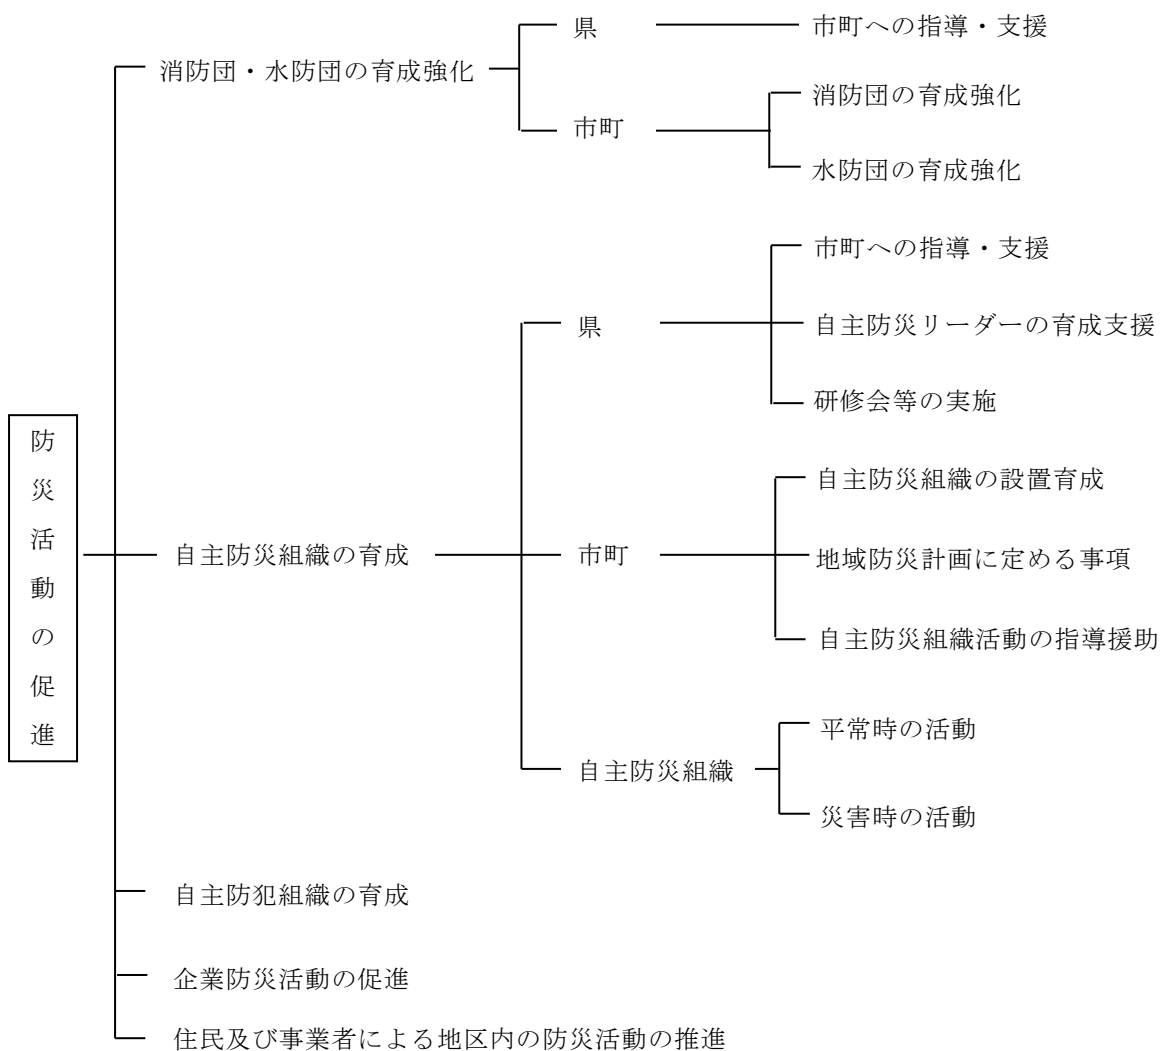 防災活動の促進
消防団・水防団の育成強化
県
市町への指導・支援
市町
消防団の育成強化
水防団の育成強化
自主防災組織の育成
県
市町への指導・支援
自主防災リーダーの育成支援
研修会等の実施
市町
自主防災組織の設置育成
地域防災計画に定める事項
自主防災組織活動の指導援助
自主防災組織
平常時の活動
災害時の活動
自主防犯組織の育成
企業防災活動の促進
住民及び事業者による地区内の防災活動の推進